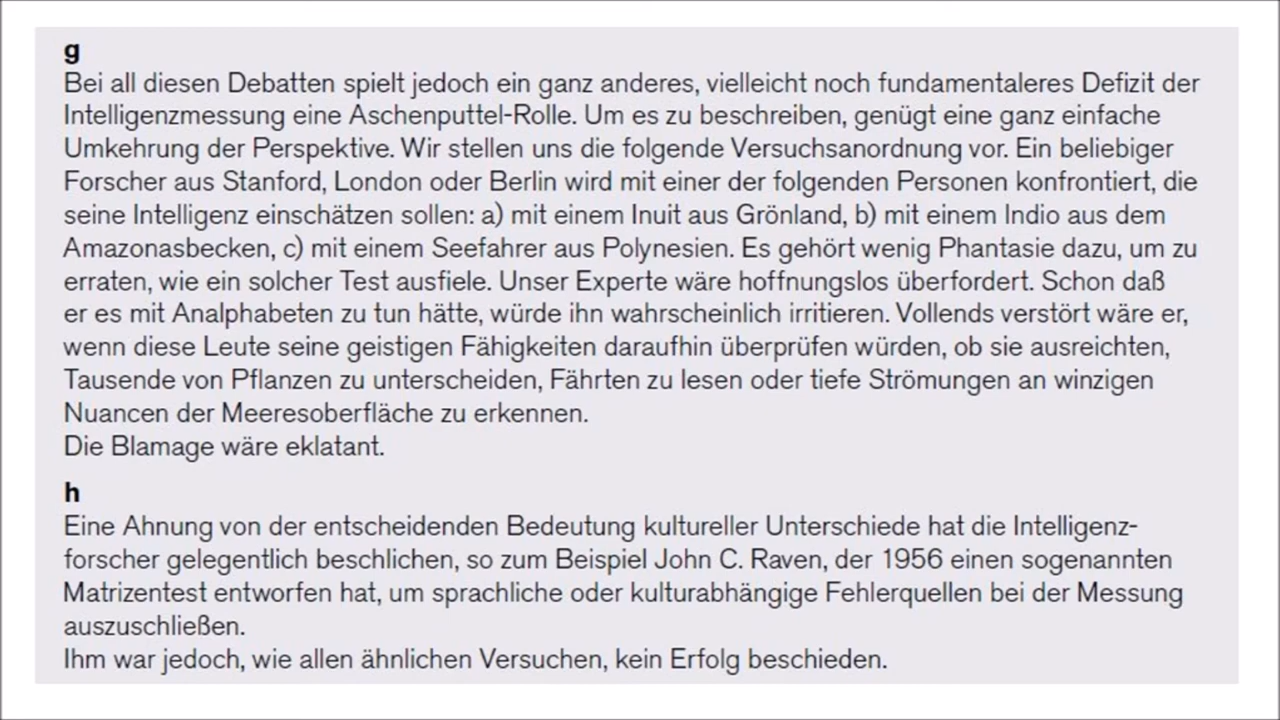 g
Bei all diesen Debatten spielt jedoch ein ganz anderes, vielleicht noch fundamentaleres Defizit der
Intelligenzmessung eine Aschenputtel-Rolle. Um es zu beschreiben, genügt eine ganz einfache
Umkehrung der Perspektive. Wir stellen uns die folgende Versuchsanordnung vor. Ein beliebiger
Forscher aus Stanford, London oder Berlin wird mit einer der folgenden Personen konfrontiert, die
seine Intelligenz einschätzen sollen: a) mit einem Inuit aus Grönland, b) mit einem Indio aus dem
Amazonasbecken, c) mit einem Seefahrer aus Polynesien. Es gehört wenig Phantasie dazu, um zu
erraten, wie ein solcher Test ausfiele. Unser Experte wäre hoffnungslos überfordert. Schon daß
er es mit Analphabeten zu tun hätte, würde ihn wahrscheinlich irritieren. Vollends verstört wäre er,
wenn diese Leute seine geistigen Fähigkeiten daraufhin überprüfen würden, ob sie ausreichten,
Tausende von Pflanzen zu unterscheiden, Fährten zu lesen oder tiefe Strömungen an winzigen
Nuancen der Meeresoberfläche zu erkennen.
Die Blamage wäre eklatant.
h
Eine Ahnung von der entscheidenden Bedeutung kultureller Unterschiede hat die Intelligenz-
forscher gelegentlich beschlichen, so zum Beispiel John C. Raven, der 1956 einen sogenannten
Matrizentest entworfen hat, um sprachliche oder kulturabhängige Fehlerquellen bei der Messung
auszuschließen.
Ihm war jedoch, wie allen ähnlichen Versuchen, kein Erfolg beschieden.